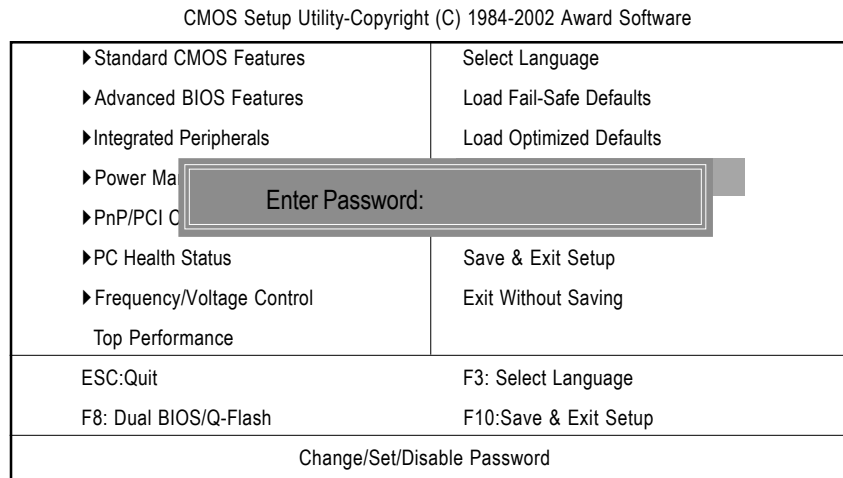 CMOS Setup Utility-Copyright (C) 1984-2002 Award Software
▶Standard CMOS Features
▶Advanced BIOS Features
▶Integrated Peripherals
▶Power Ma
▶PnP/PCI C
▶PC Health Status
▶Frequency/Voltage Control
Top Performance
Select Language
Load Fail-Safe Defaults
Load Optimized Defaults
Save & Exit Setup
Exit Without Saving
Enter Password:
ESC:Quit
F3: Select Language
F8: Dual BIOS/Q-Flash
F10:Save & Exit Setup
Change/Set/Disable Password